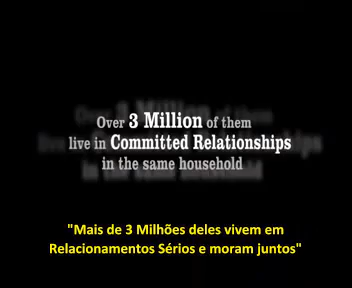 Over 3 Million of them
live in Committed Relationships
in the same household
"Mais de 3 Milhões deles vivem em
Relacionamentos Sérios e moram juntos"